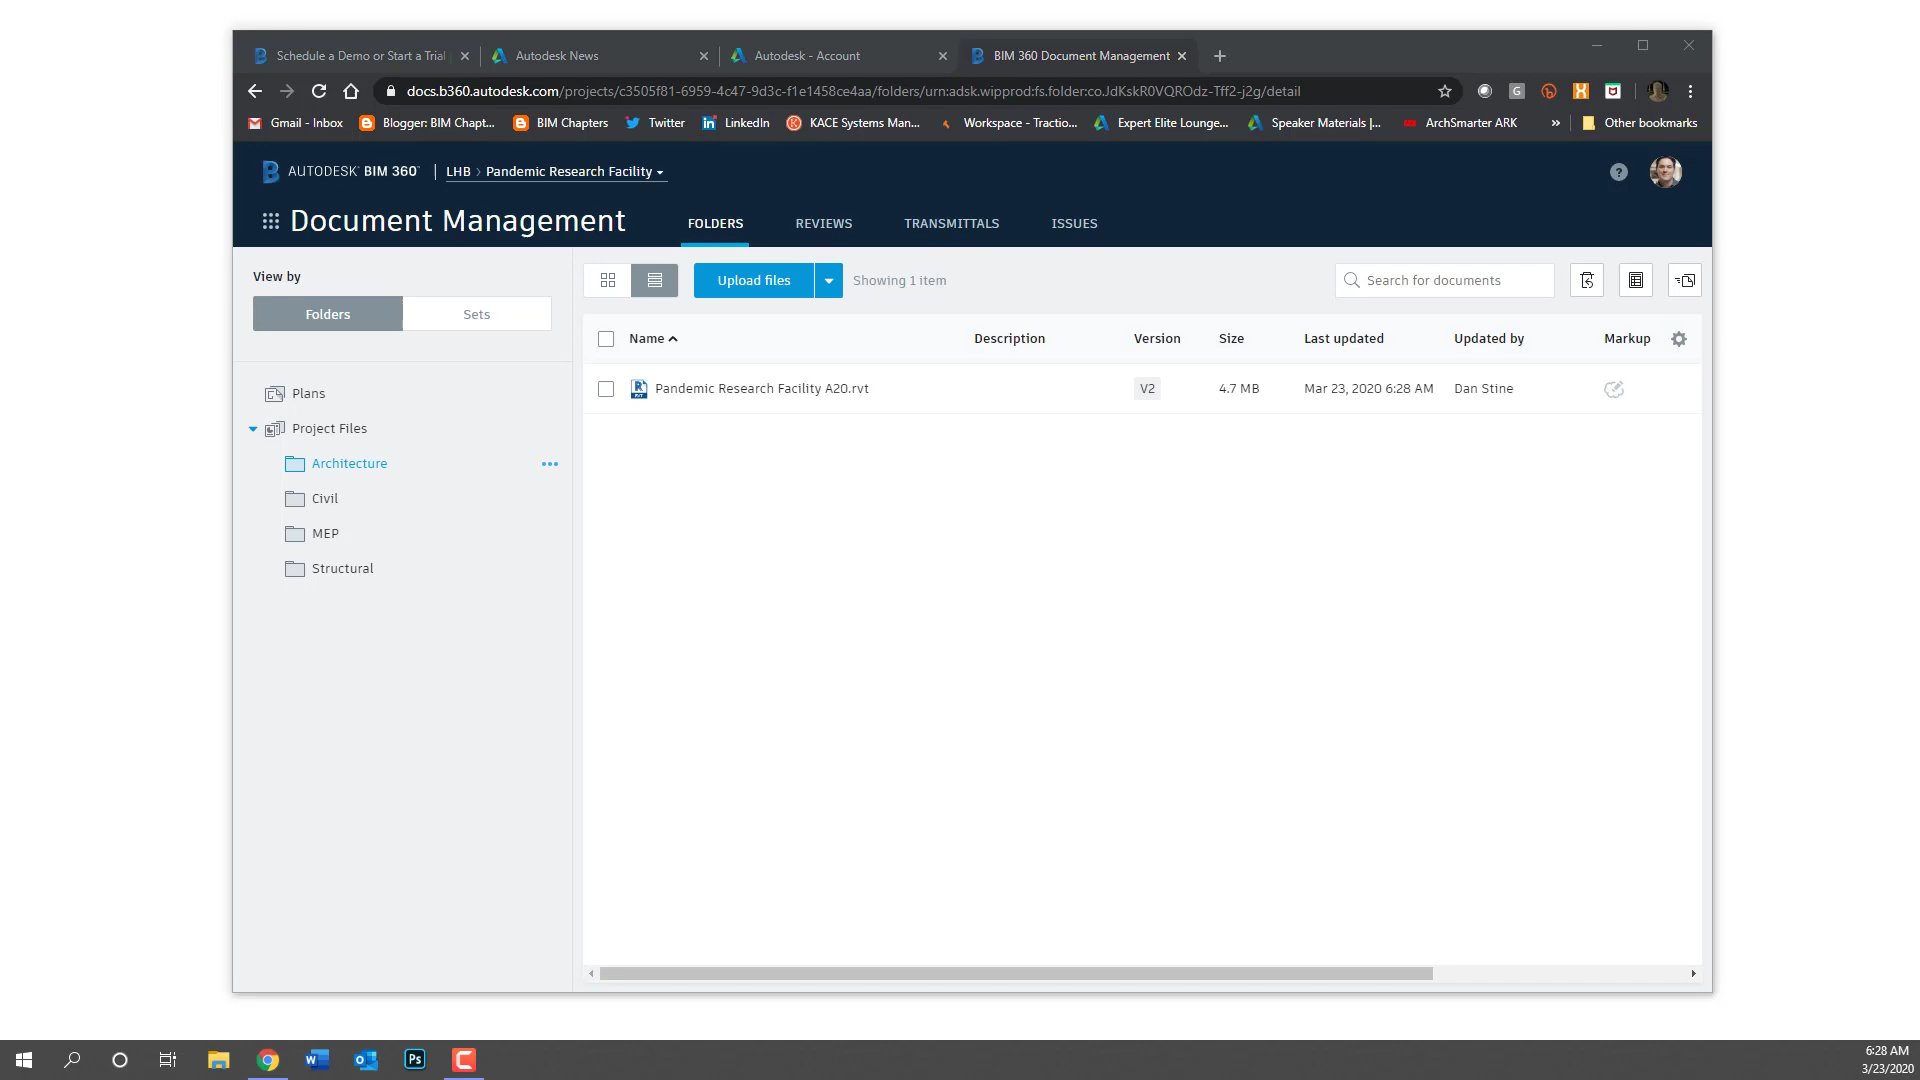 Schedule a Demo or Start a Trial
Autodesk News
Autodesk - Account
BIM 360 Document Management
docs.b360.autodesk.com/projects/c3505f81-6959-4c47-9d3c-f1e1458ce4aa/folders/urn:adsk.wipprod:fs.folder:co.JdKskR0VQROdz-Tff2-j2g/detail
Gmail - Inbox
Blogger: BIM Chapt...
BIM Chapters
Twitter
LinkedIn
KACE Systems Man...
Workspace - Tractio...
Expert Elite Lounge...
Speaker Materials |...
ArchSmarter ARK
»
Other bookmarks
AUTODESK® BIM 360™
LHB > Pandemic Research Facility
Document Management
FOLDERS
REVIEWS
TRANSMITTALS
ISSUES
View by
Folders
Sets
Upload files
Showing 1 item
Search for documents
Name
Description
Version
Size
Last updated
Updated by
Markup
Pandemic Research Facility A20.rvt
V2
4.7 MB
Mar 23, 2020 6:28 AM
Dan Stine
Plans
Project Files
Architecture
Civil
MEP
Structural
6:28 AM
3/23/2020